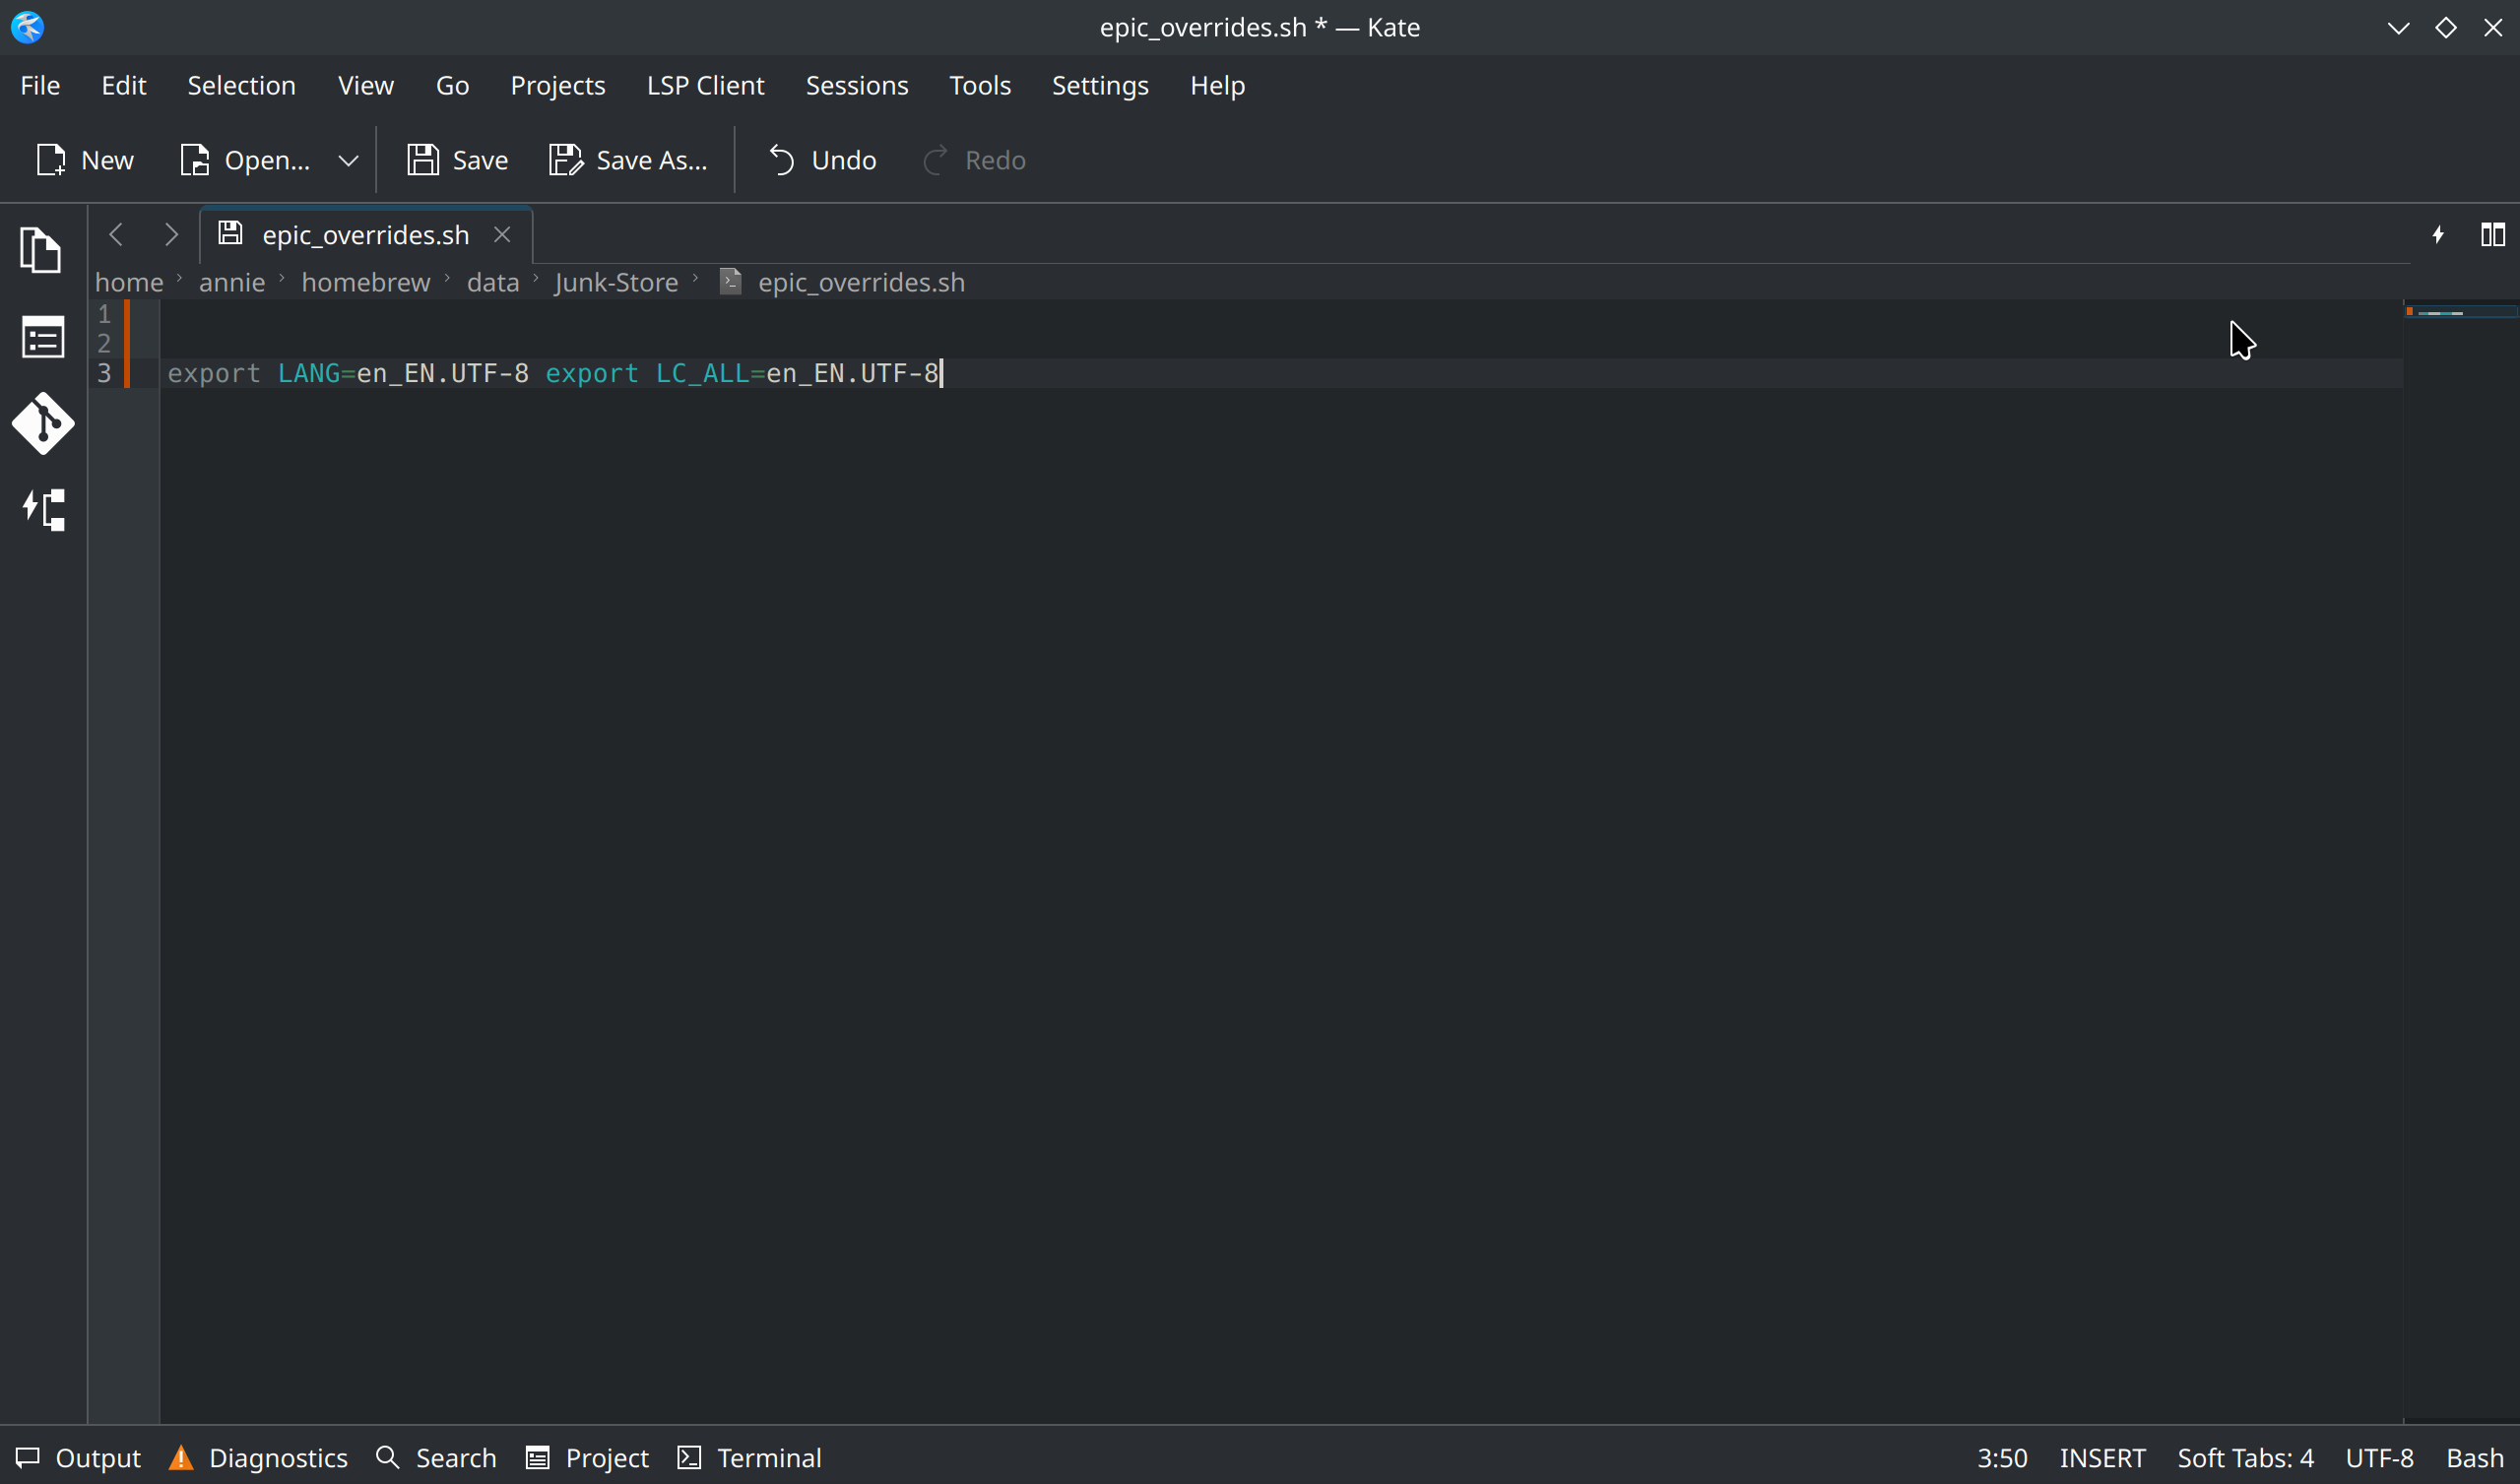 epic_overrides.sh * — Kate
File Edit Selection View Go Projects LSP Client Sessions Tools Settings Help
New Open... Save Save As... Undo Redo
epic_overrides.sh
home > annie > homebrew > data > Junk-Store > epic_overrides.sh
1
2
3 export LANG=en_EN.UTF-8 export LC_ALL=en_EN.UTF-8
Output Diagnostics Search Project Terminal 3:50 INSERT Soft Tabs: 4 UTF-8 Bash